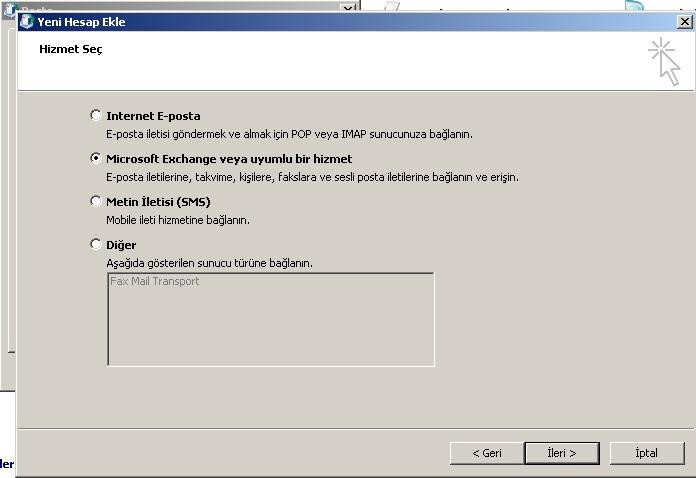 Posta
Yeni Hesap Ekle
Hizmet Seç
Internet E-posta
E-posta iletisi göndermek ve almak için POP veya IMAP sunucunuza bağlanın.
Microsoft Exchange veya uyumlu bir hizmet
E-posta iletilerine, takvime, kişilere, fakslara ve sesli posta iletilerine bağlanın ve erişin.
Metin İletisi (SMS)
Mobile ileti hizmetine bağlanın.
Diğer
Aşağıda gösterilen sunucu türüne bağlanın.
Fax Mail Transport
ler
< Geri
İleri >
İptal